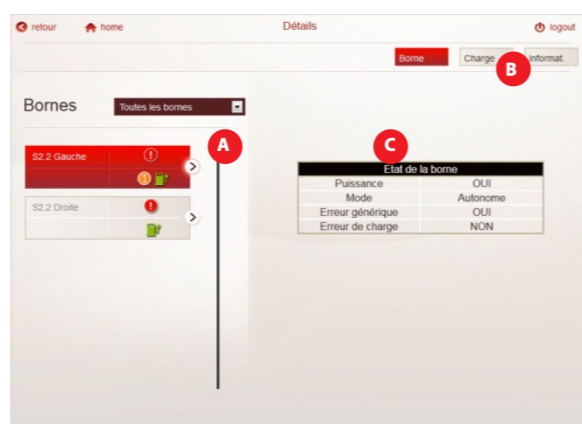 retour home Détails logout
Borne Charge Informat.
B
Bornes Toutes les bornes
A C
S2.2 Gauche
1
Etat de la borne
Puissance OUI
Mode Autonome
S2.2 Droite
Erreur générique OUI
Erreur de charge NON